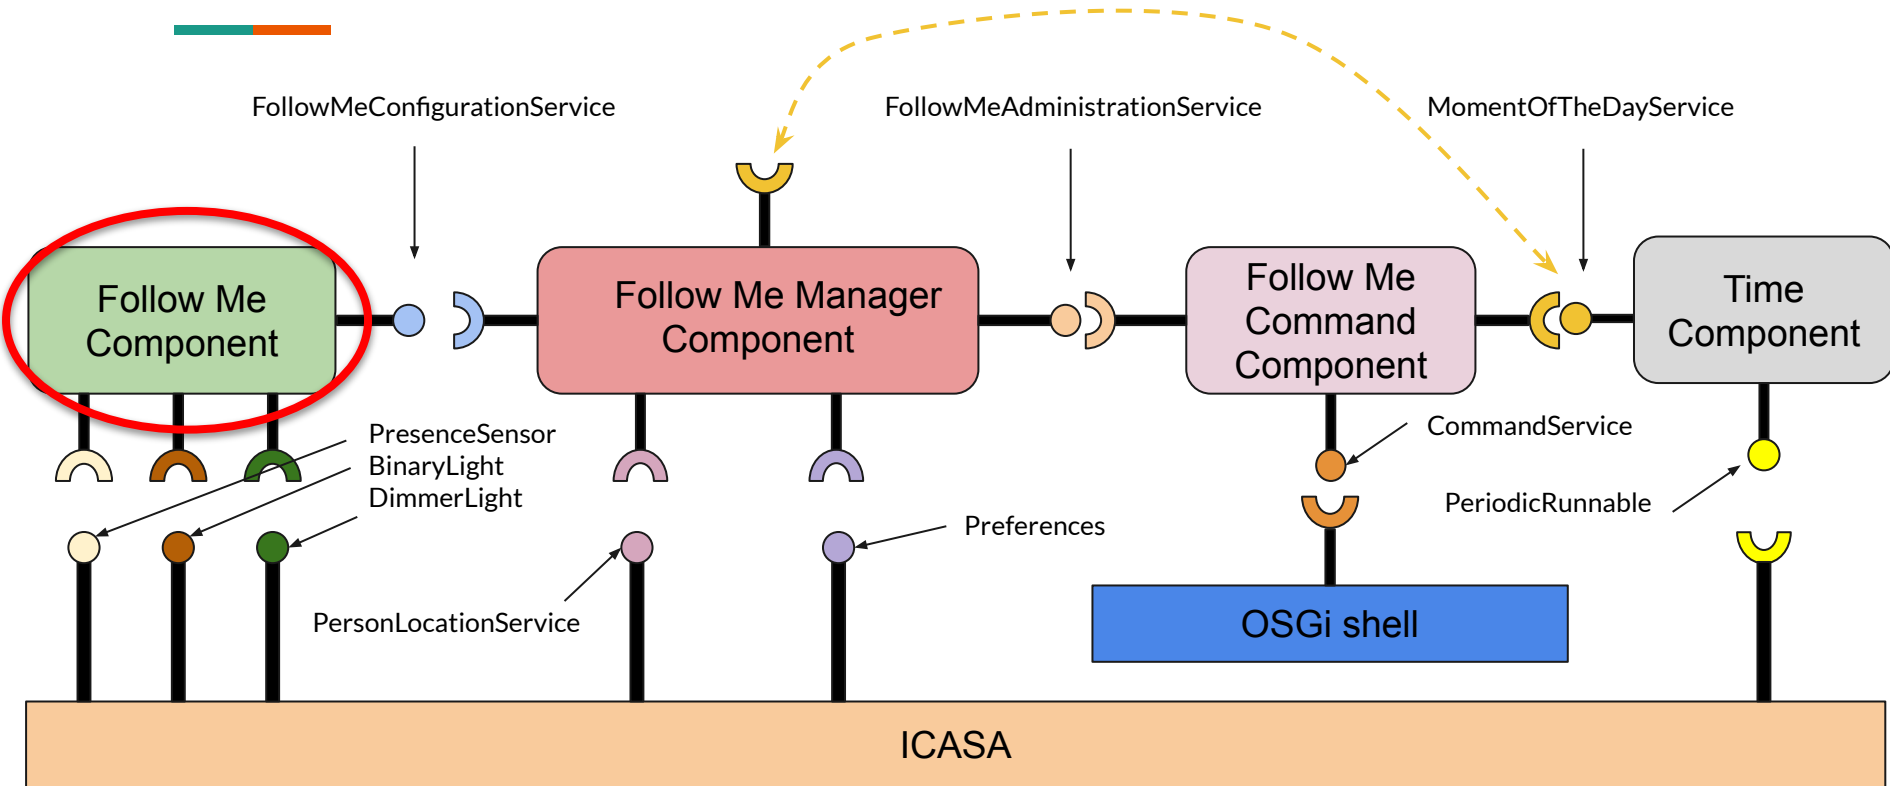 FollowMeConfigurationService
FollowMeAdministrationService
MomentOfTheDayService
Follow Me
Component
Follow Me Manager
Component
Follow Me
Command
Component
Time
Component
PresenceSensor
BinaryLight
DimmerLight
CommandService
PeriodicRunnable
Preferences
PersonLocationService
OSGi shell
ICASA